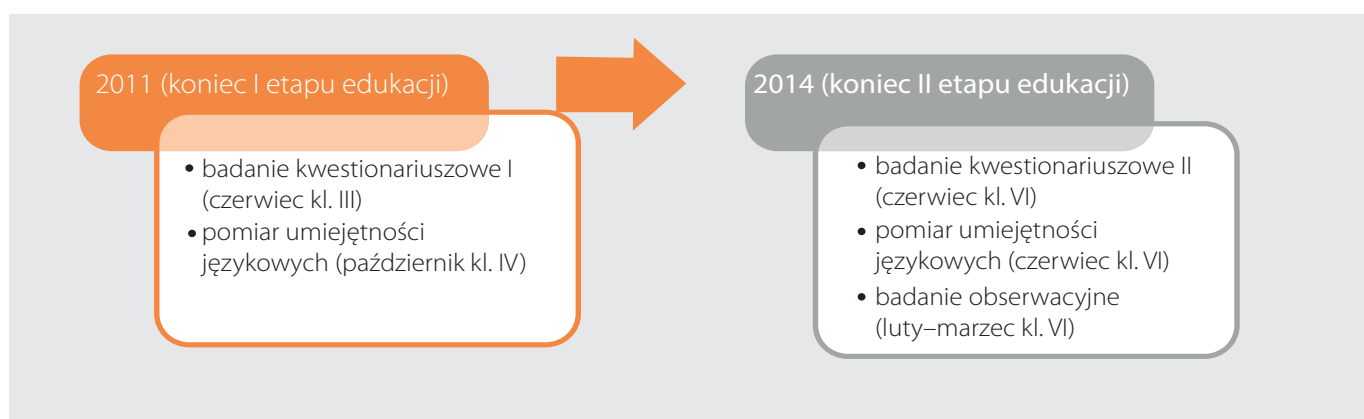 2011 (koniec I etapu edukacji)
• badanie kwestionariuszowe I
(czerwiec kl. III)
• pomiar umiejętności
językowych (październik kl. IV)
2014 (koniec II etapu edukacji)
• badanie kwestionariuszowe II
(czerwiec kl. VI)
• pomiar umiejętności
językowych (czerwiec kl. VI)
• badanie obserwacyjne
(luty–marzec kl. VI)